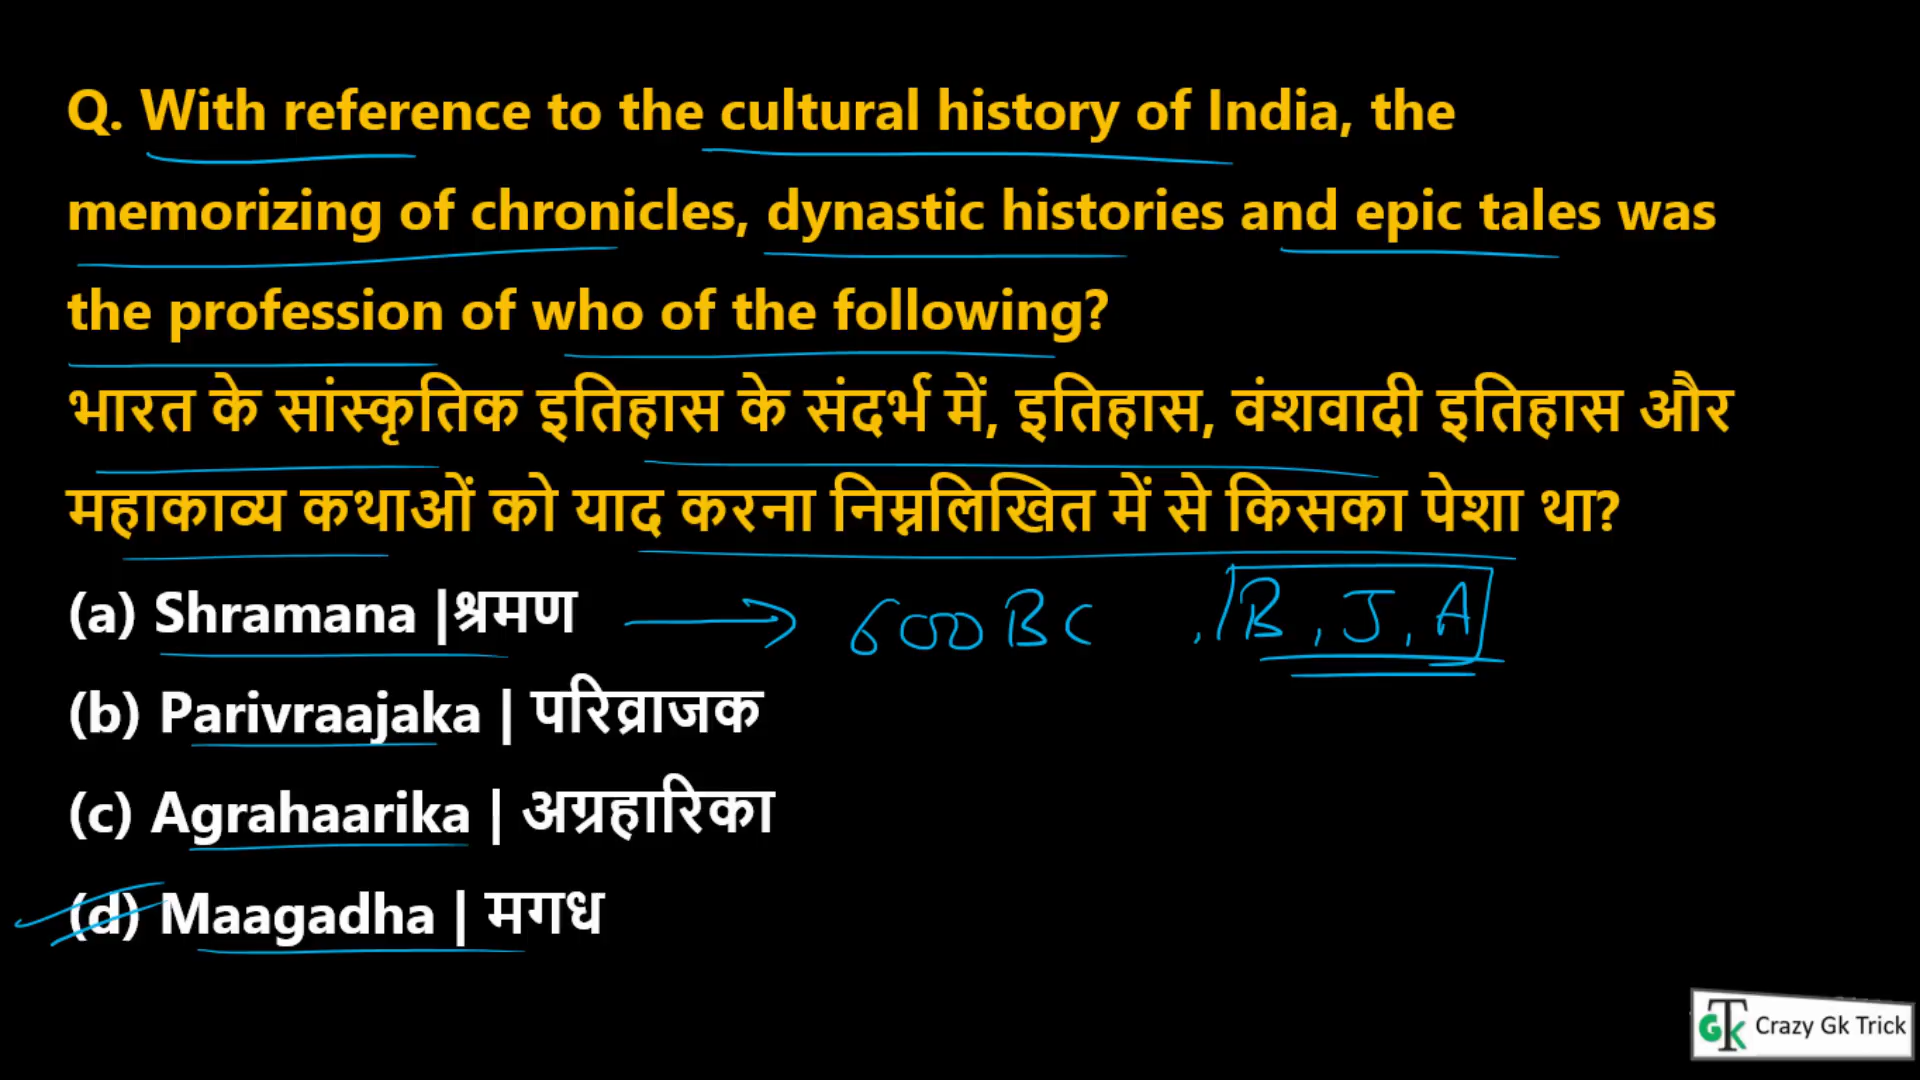 Q. With reference to the cultural history of India, the
memorizing of chronicles, dynastic histories and epic tales was
the profession of who of the following?
भारत के सांस्कृतिक इतिहास के संदर्भ में, इतिहास, वंशवादी इतिहास और
महाकाव्य कथाओं को याद करना निम्नलिखित में से किसका पेशा था?
(a) Shramana |श्रमण → 600 BC , B, J, A
(b) Parivraajaka | परिव्राजक
(c) Agrahaarika | अग्रहारिका
(d) Maagadha | मगध
GTK Crazy Gk Trick